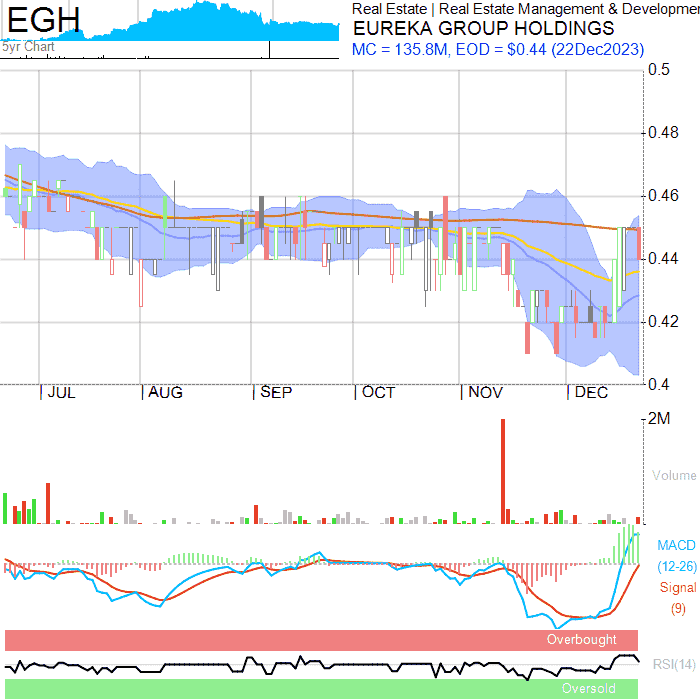 EGH
5yr Chart
Real Estate | Real Estate Management & Developmen
EUREKA GROUP HOLDINGS
MC = 135.8M, EOD = $0.44 (22Dec2023)
0.5
0.48
0.46
0.44
0.42
0.4
JUL AUG SEP OCT NOV DEC
2M
Volume
MACD
(12-26)
Signal
(9)
Overbought
RSI(14)
Oversold